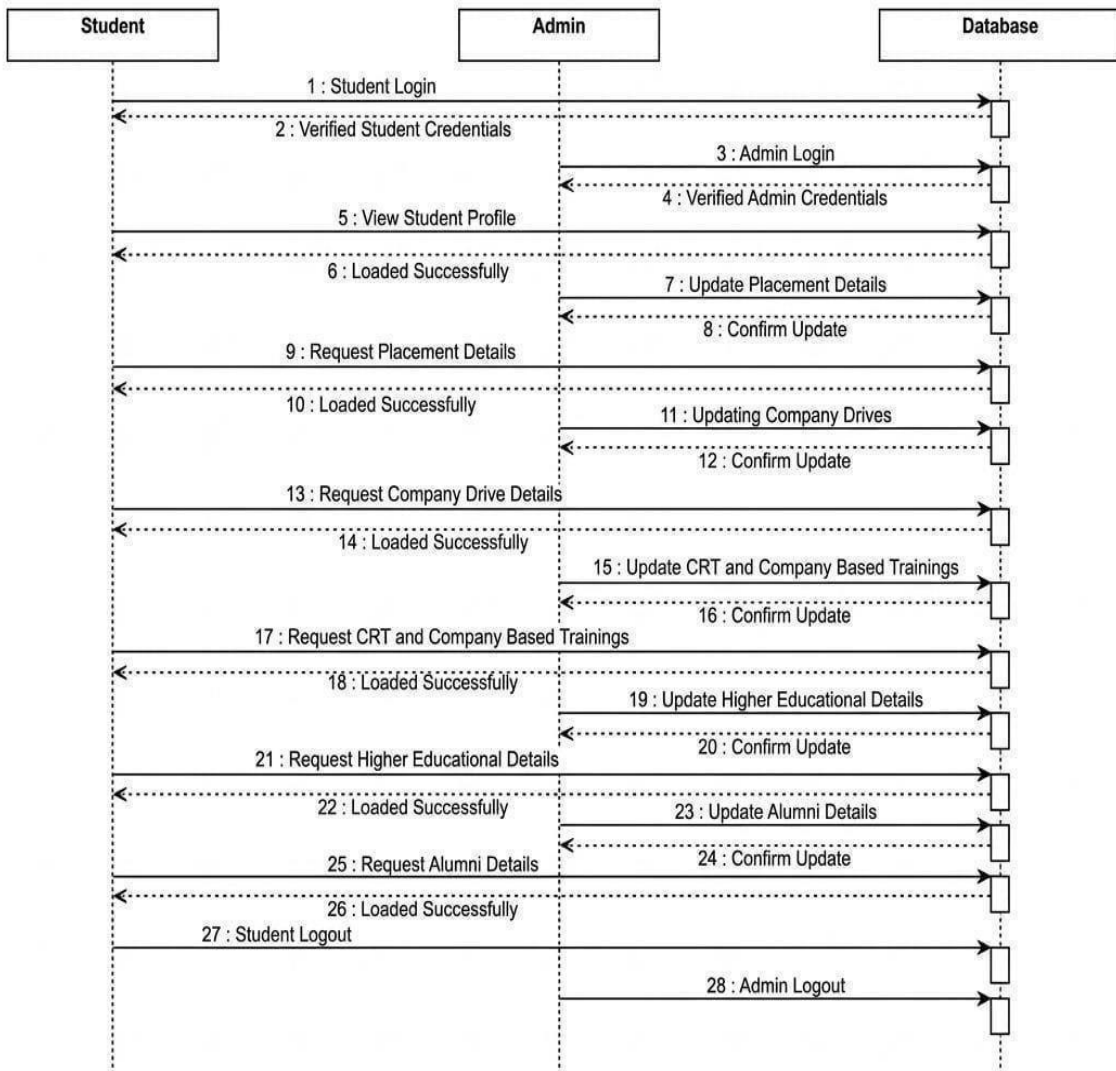 Student
Admin
Database
1 : Student Login
2 : Verified Student Credentials
3 : Admin Login
4 : Verified Admin Credentials
5 : View Student Profile
6 : Loaded Successfully
7 : Update Placement Details
8 : Confirm Update
9 : Request Placement Details
10 : Loaded Successfully
11 : Updating Company Drives
12 : Confirm Update
13 : Request Company Drive Details
14 : Loaded Successfully
15 : Update CRT and Company Based Trainings
16 : Confirm Update
17 : Request CRT and Company Based Trainings
18 : Loaded Successfully
19 : Update Higher Educational Details
20 : Confirm Update
21 : Request Higher Educational Details
22 : Loaded Successfully
23 : Update Alumni Details
24 : Confirm Update
25 : Request Alumni Details
26 : Loaded Successfully
27 : Student Logout
28 : Admin Logout